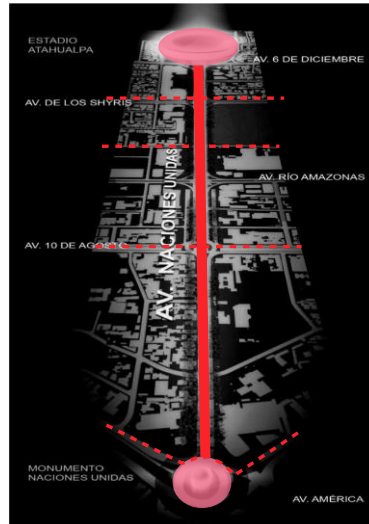 ESTADIO
ATAHUALPA
AV. 6 DE DICIEMBRE
AV. DE LOS SHYRIS
AV. NACIONES UNIDAS
AV. RÍO AMAZONAS
AV. 10 DE AGOSTO
MONUMENTO
NACIONES UNIDAS
AV. AMÉRICA